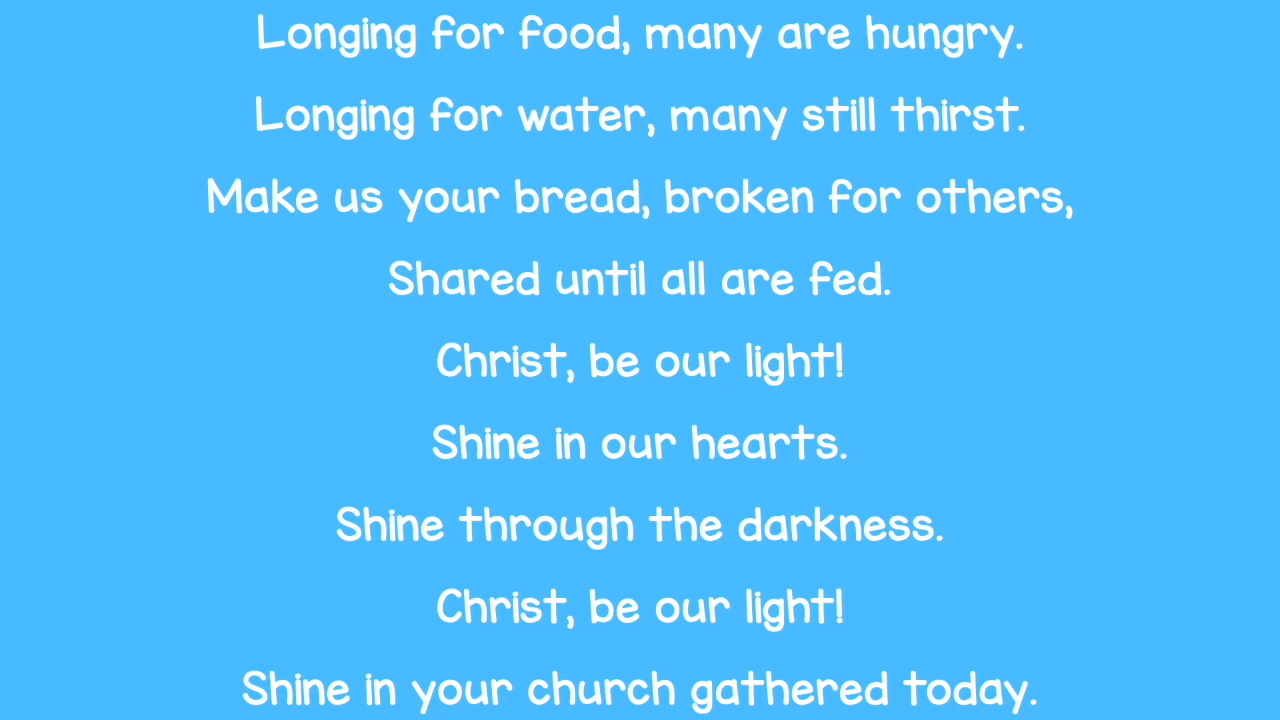 Longing for food, many are hungry.
Longing for water, many still thirst.
Make us your bread, broken for others,
Shared until all are fed.
Christ, be our light!
Shine in our hearts.
Shine through the darkness.
Christ, be our light!
Shine in your church gathered today.